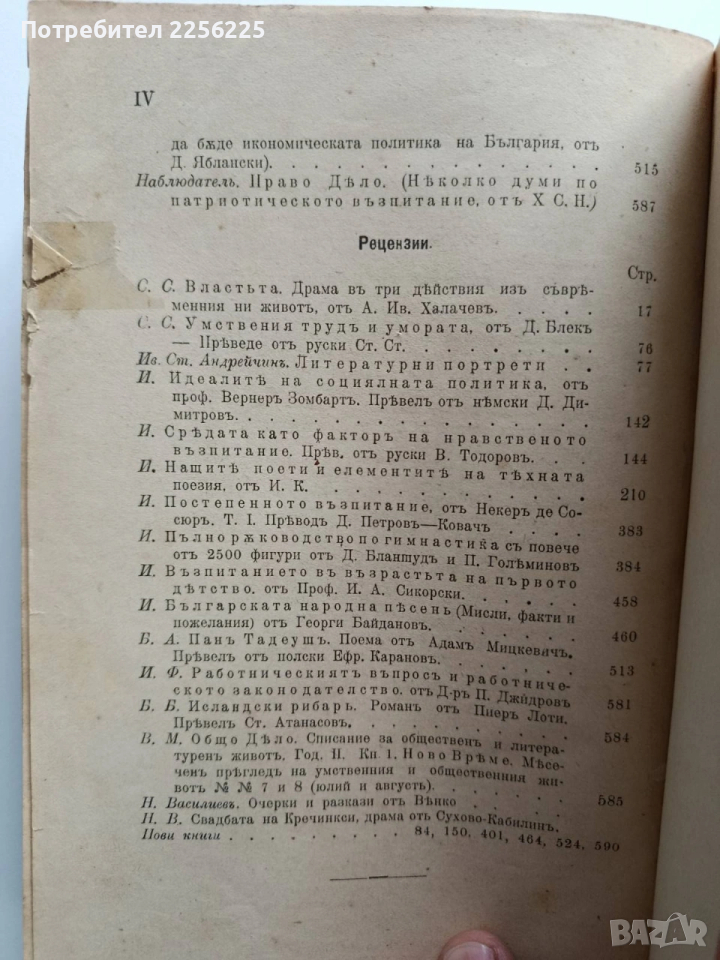 Потребител 2256225
IV
да бѫде икономическата политика на България, отъ
Д. Яблански). 515
Наблюдатель. Право Дѣло. (Нѣколко думи по
патриотическото възпитание, отъ Х. С. Н.) 587
Рецензии.
Стр.
С. С. Властьта. Драма въ три дѣйствия изъ съврѣ-
менния ни животъ, отъ А. Ив. Халачевъ. 17
С. С. Умствения трудъ и умората, отъ Д. Блекъ
— Прѣведе отъ руски Ст. Ст. 76
Ив. Ст. Андрейчинъ. Литературни портрети 77
И. Идеалитѣ на социялната политика, отъ
проф. Вернеръ Зомбартъ. Прѣвелъ отъ нѣмски Д. Ди-
митровъ. 142
И. Срѣдата като факторъ на нравственото
възпитание. Прѣв. отъ руски В. Тодоровъ. 144
И. Нащитѣ поети и елементитѣ на тѣхната
поезия, отъ И. К. 210
И. Постепенното възпитание, отъ Некеръ де Со-
сюръ. Т. I. Прѣводъ Д. Петровъ—Ковачъ 383
И. Пълно рѫководство по гимнастика съ повече
отъ 2500 фигури отъ Д. Бланшудъ и П. Голѣминовъ 384
И. Възпитанието въ възрастьта на първото
дѣтство. отъ Проф. И. А. Сикорски. 458
И. Българската народна пѣсень (Мисли, факти и
пожелания) отъ Георги Байдановъ. 460
Б. А. Панъ Тадеушъ. Поема отъ Адамъ Мицкевичъ.
Прѣвелъ отъ полски Ефр. Карановъ. 513
И. Ф. Работническиятъ въпросъ и работниче-
ското законодателство. отъ Д-ръ П. Джидровъ 581
Б. Б. Исландски рибарь. Романъ отъ Пиеръ Лоти.
Прѣвелъ Ст. Атанасовъ. 584
В. М. Общо Дѣло. Списание за общественъ и литера-
туренъ животъ. Год. II. Кн. 1. Ново Врѣме. Мѣсе-
ченъ прѣгледъ на умственния и общественния жи-
вотъ № № 7 и 8 (юлий и августъ). 585
Н. Василиевъ. Очерки и разкази отъ Вѣнко
Н. В. Свадбата на Кречински, драма отъ Сухово-Кабилинъ.
Нови книги 84, 150, 401, 464, 524, 590
BAZAR